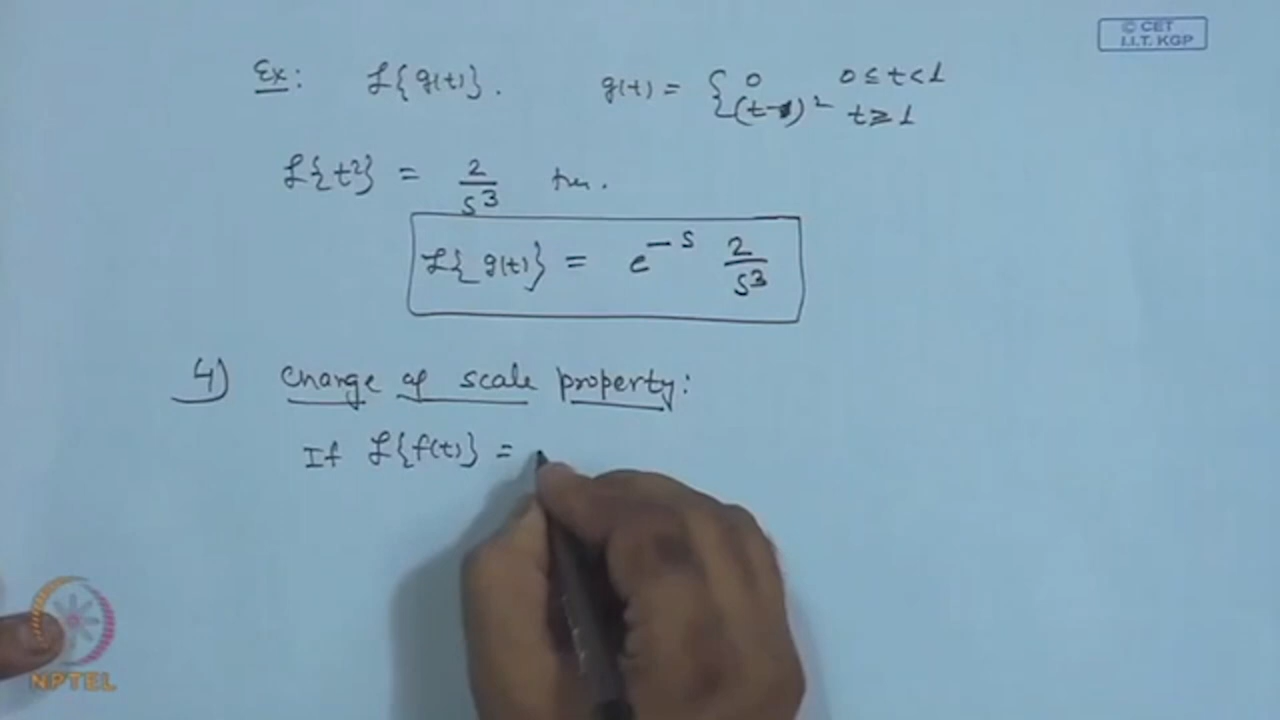 © CET
I.I.T. KGP
Ex: L{g(t)}. g(t) = { 0 0 ≤ t < 1
(t-1)² t ≥ 1
L{t²} = 2/s³
L{g(t)} = e^-s 2/s³
4) Change of scale property:
If L{f(t)} =
NPTEL